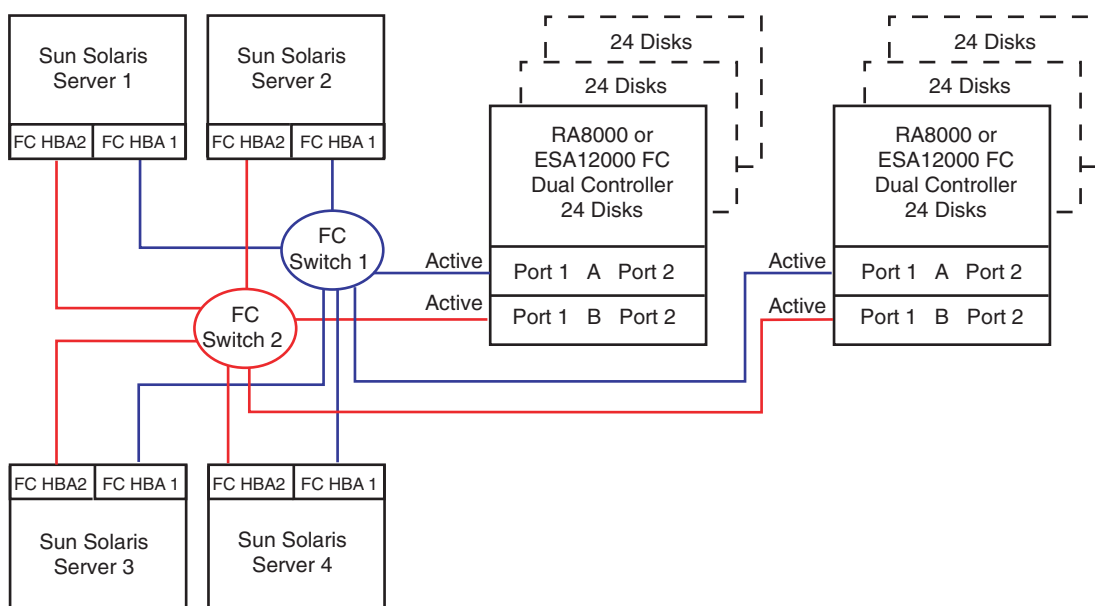 Sun Solaris
Server 1
FC HBA2
FC HBA 1
Sun Solaris
Server 2
FC HBA2
FC HBA 1
24 Disks
24 Disks
RA8000 or
ESA12000 FC
Dual Controller
24 Disks
24 Disks
24 Disks
RA8000 or
ESA12000 FC
Dual Controller
24 Disks
FC
Switch 1
FC
Switch 2
Active
Port 1 A Port 2
Active
Port 1 B Port 2
Active
Port 1 A Port 2
Active
Port 1 B Port 2
FC HBA2
FC HBA 1
Sun Solaris
Server 3
FC HBA2
FC HBA 1
Sun Solaris
Server 4